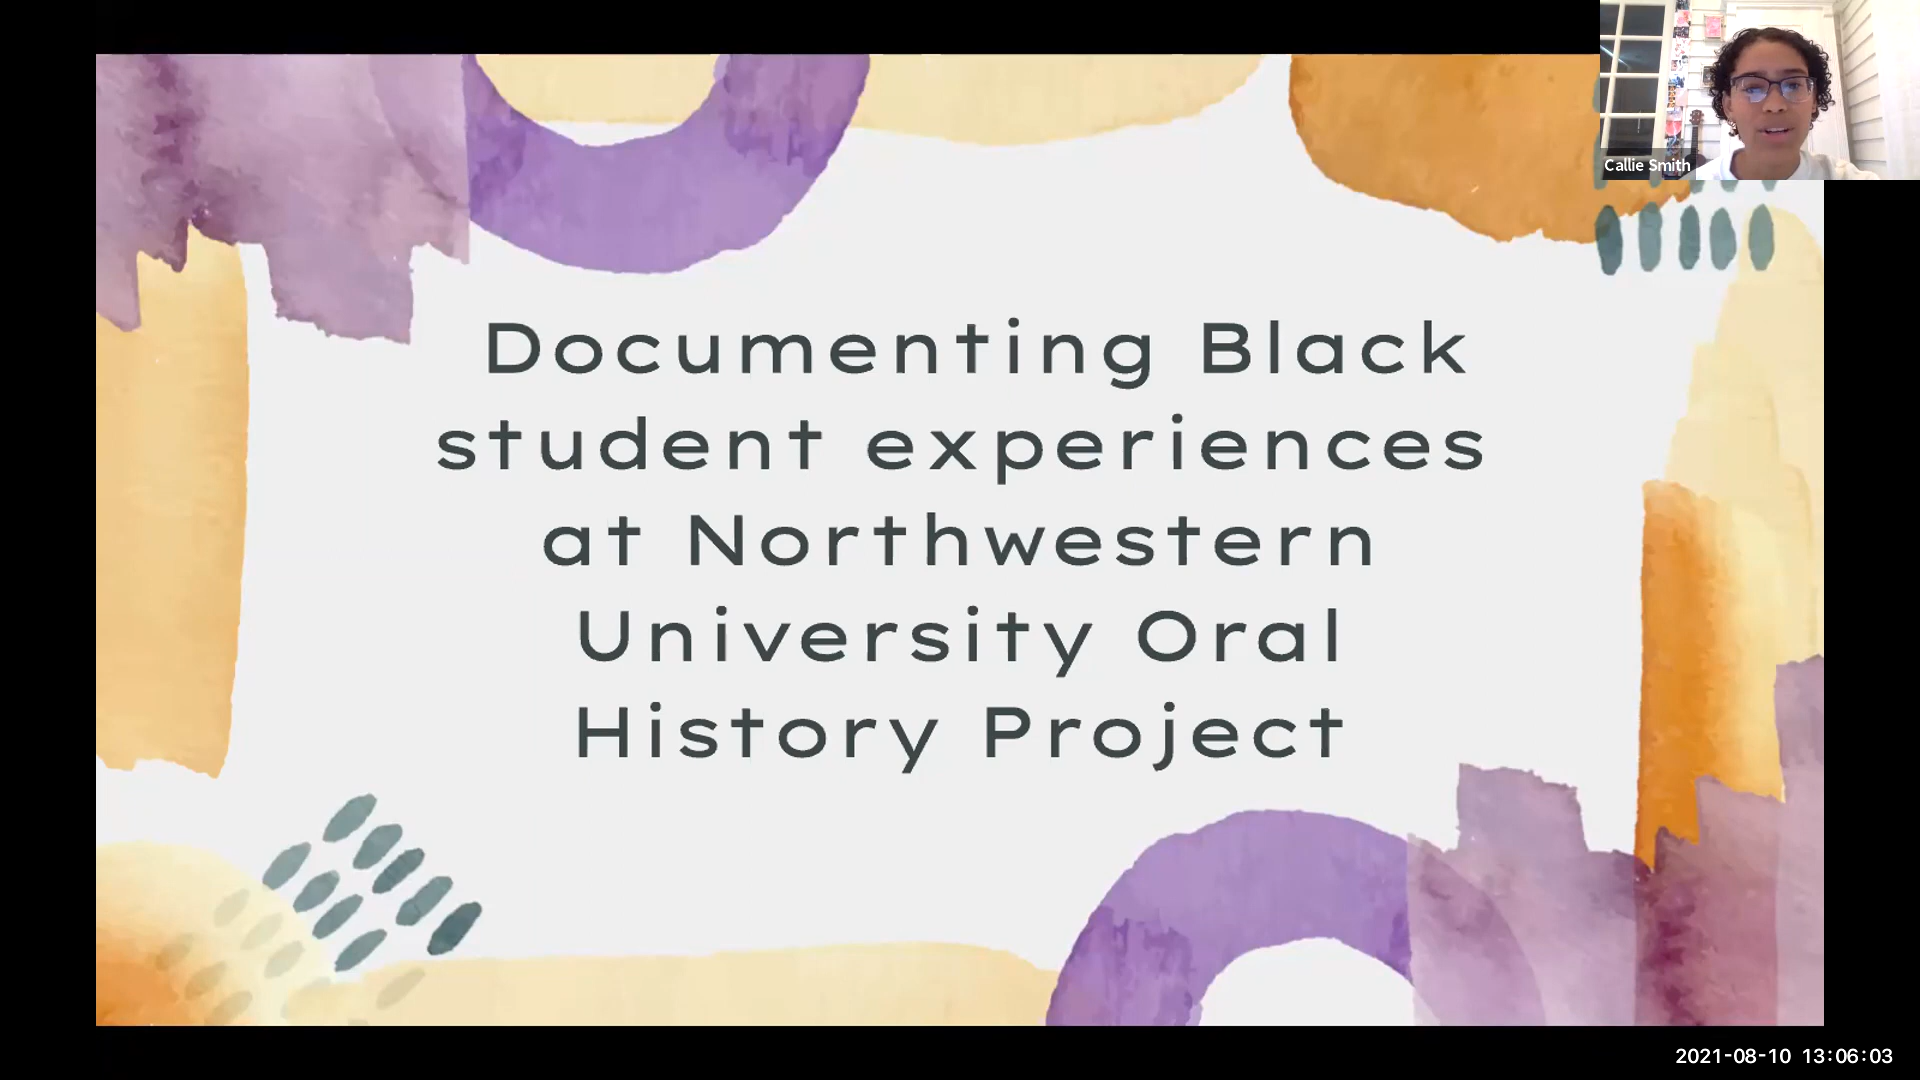 Callie Smith
Documenting Black
student experiences
at Northwestern
University Oral
History Project
2021-08-10 13:06:03